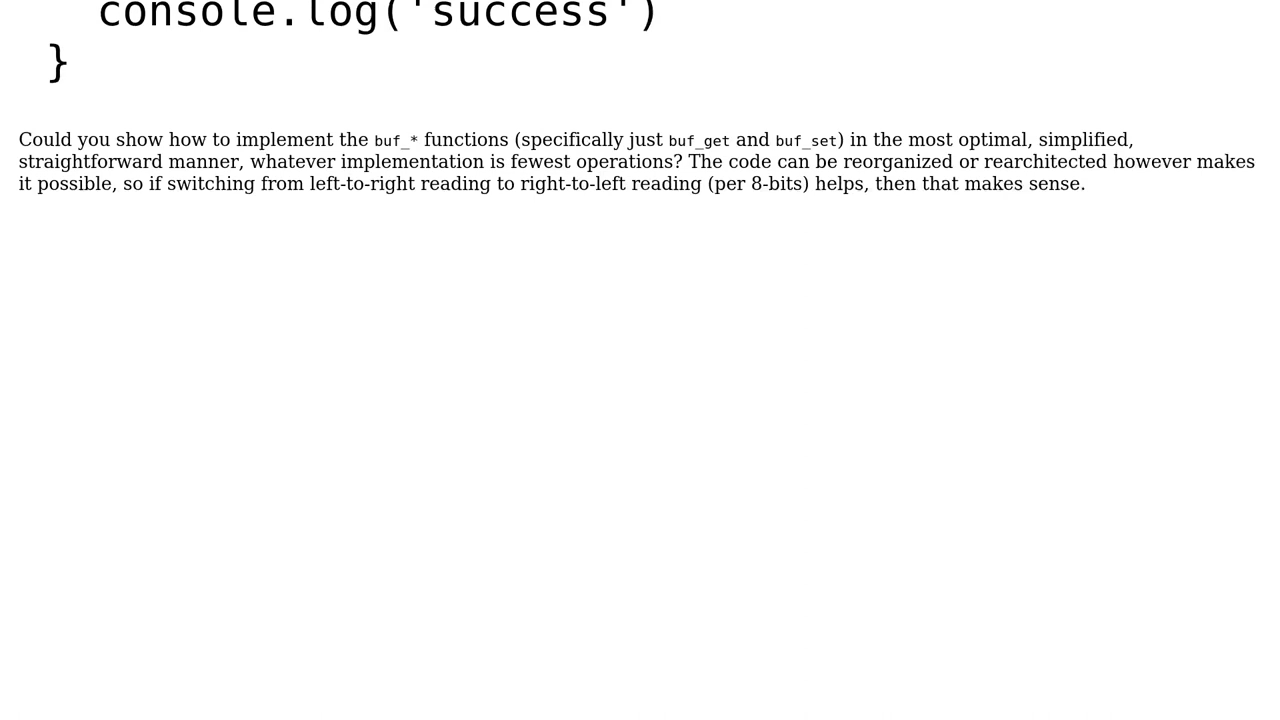 console.log('success')
}
Could you show how to implement the buf_* functions (specifically just buf_get and buf_set) in the most optimal, simplified,
straightforward manner, whatever implementation is fewest operations? The code can be reorganized or rearchitected however makes
it possible, so if switching from left-to-right reading to right-to-left reading (per 8-bits) helps, then that makes sense.